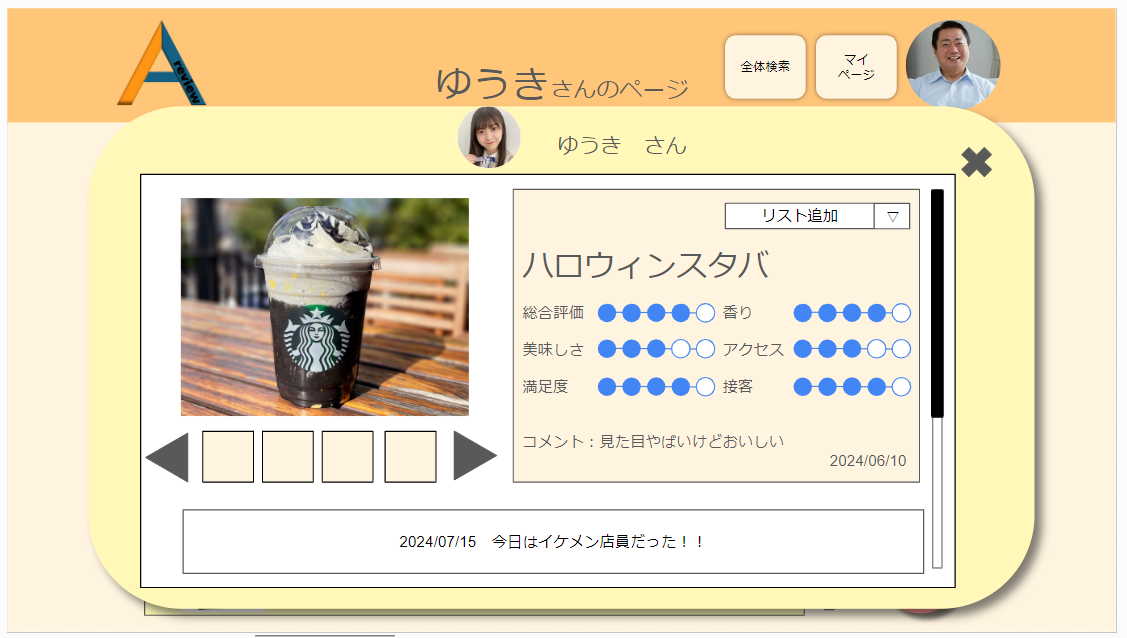 review
ゆうきさんのページ
全体検索
マイ
ページ
ゆうき　さん
リスト追加 ▽
ハロウィンスタバ
総合評価 香り
美味しさ アクセス
満足度 接客
コメント：見た目やばいけどおいしい
2024/06/10
2024/07/15　今日はイケメン店員だった！！